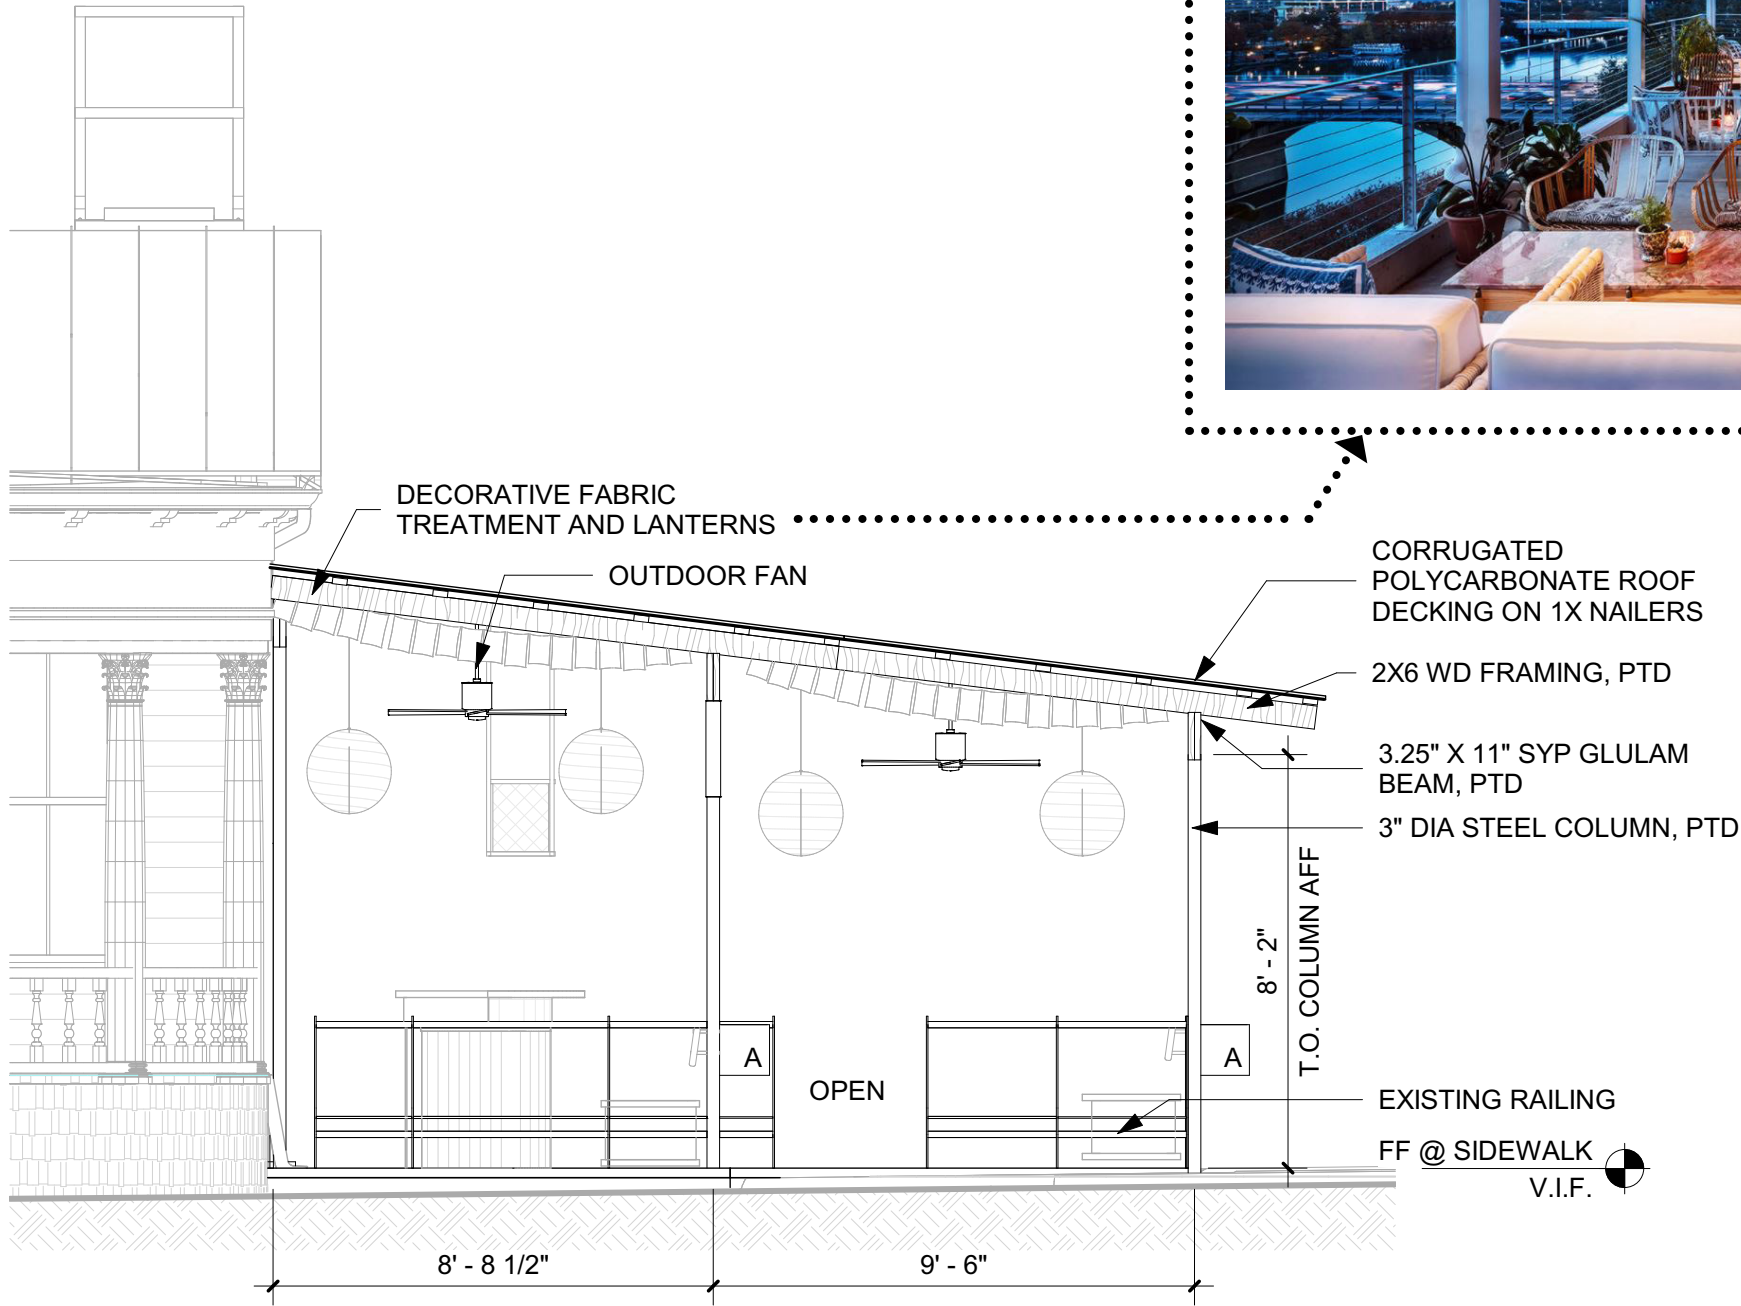 DECORATIVE FABRIC
TREATMENT AND LANTERNS
OUTDOOR FAN
CORRUGATED
POLYCARBONATE ROOF
DECKING ON 1X NAILERS
2X6 WD FRAMING, PTD
3.25" X 11" SYP GLULAM
BEAM, PTD
3" DIA STEEL COLUMN, PTD
8' - 2"
T.O. COLUMN AFF
A
A
OPEN
EXISTING RAILING
FF @ SIDEWALK
V.I.F.
8' - 8 1/2"
9' - 6"